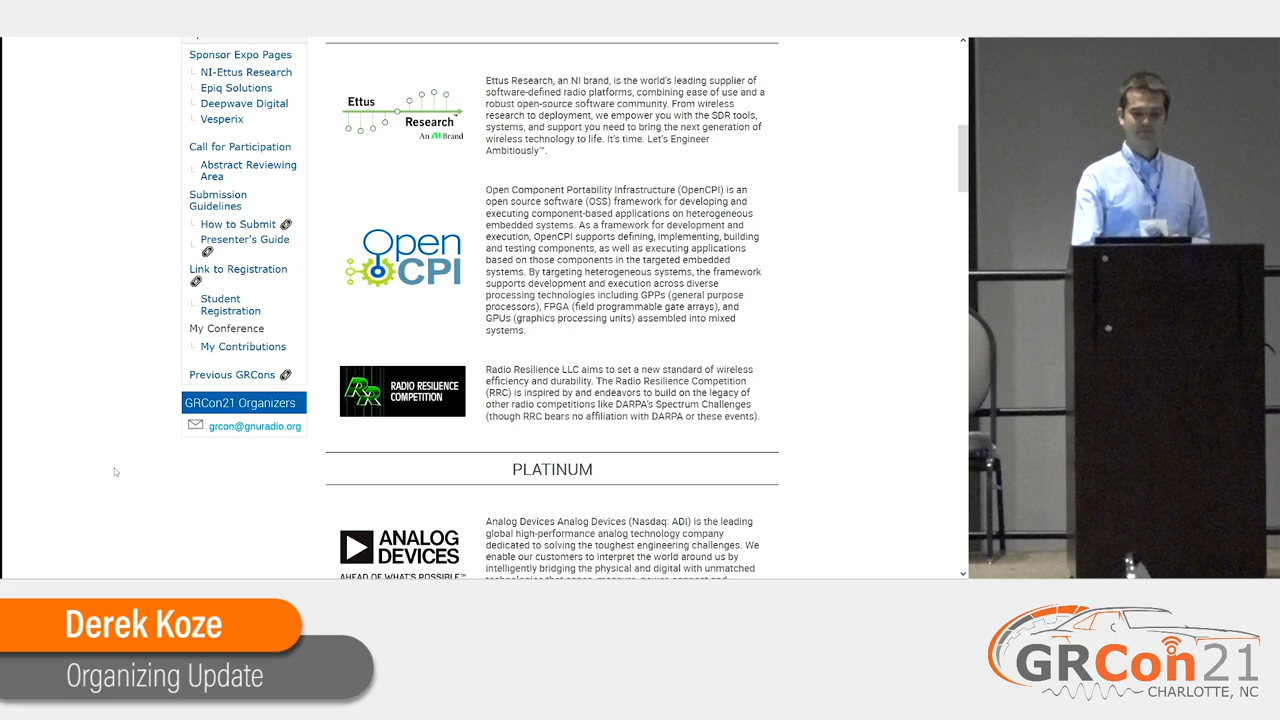 Sponsor Expo Pages
NI-Ettus Research
Epiq Solutions
Deepwave Digital
Vesperix
Call for Participation
Abstract Reviewing
Area
Submission
Guidelines
How to Submit
Presenter's Guide
Link to Registration
Student
Registration
My Conference
My Contributions
Previous GRCons
GRCon21 Organizers
grcon@gnuradio.org
Ettus
Research™
An NI Brand
Ettus Research, an NI brand, is the world's leading supplier of
software-defined radio platforms, combining ease of use and a
robust open-source software community. From wireless
research to deployment, we empower you with the SDR tools,
systems, and support you need to bring the next generation of
wireless technology to life. It's time. Let's Engineer
Ambitiously™.
Open
CPI
Open Component Portability Infrastructure (OpenCPI) is an
open source software (OSS) framework for developing and
executing component-based applications on heterogeneous
embedded systems. As a framework for development and
execution, OpenCPI supports defining, implementing, building
and testing components, as well as executing applications
based on those components in the targeted embedded
systems. By targeting heterogeneous systems, the framework
supports development and execution across diverse
processing technologies including GPPs (general purpose
processors), FPGA (field programmable gate arrays), and
GPUs (graphics processing units) assembled into mixed
systems.
RR
RADIO RESILIENCE
COMPETITION
Radio Resilience LLC aims to set a new standard of wireless
efficiency and durability. The Radio Resilience Competition
(RRC) is inspired by and endeavors to build on the legacy of
other radio competitions like DARPA's Spectrum Challenges
(though RRC bears no affiliation with DARPA or these events).
PLATINUM
ANALOG
DEVICES
AHEAD OF WHAT'S POSSIBLE™
Analog Devices Analog Devices (Nasdaq: ADI) is the leading
global high-performance analog technology company
dedicated to solving the toughest engineering challenges. We
enable our customers to interpret the world around us by
intelligently bridging the physical and digital with unmatched
Derek Koze
Organizing Update
GRCon21
CHARLOTTE, NC